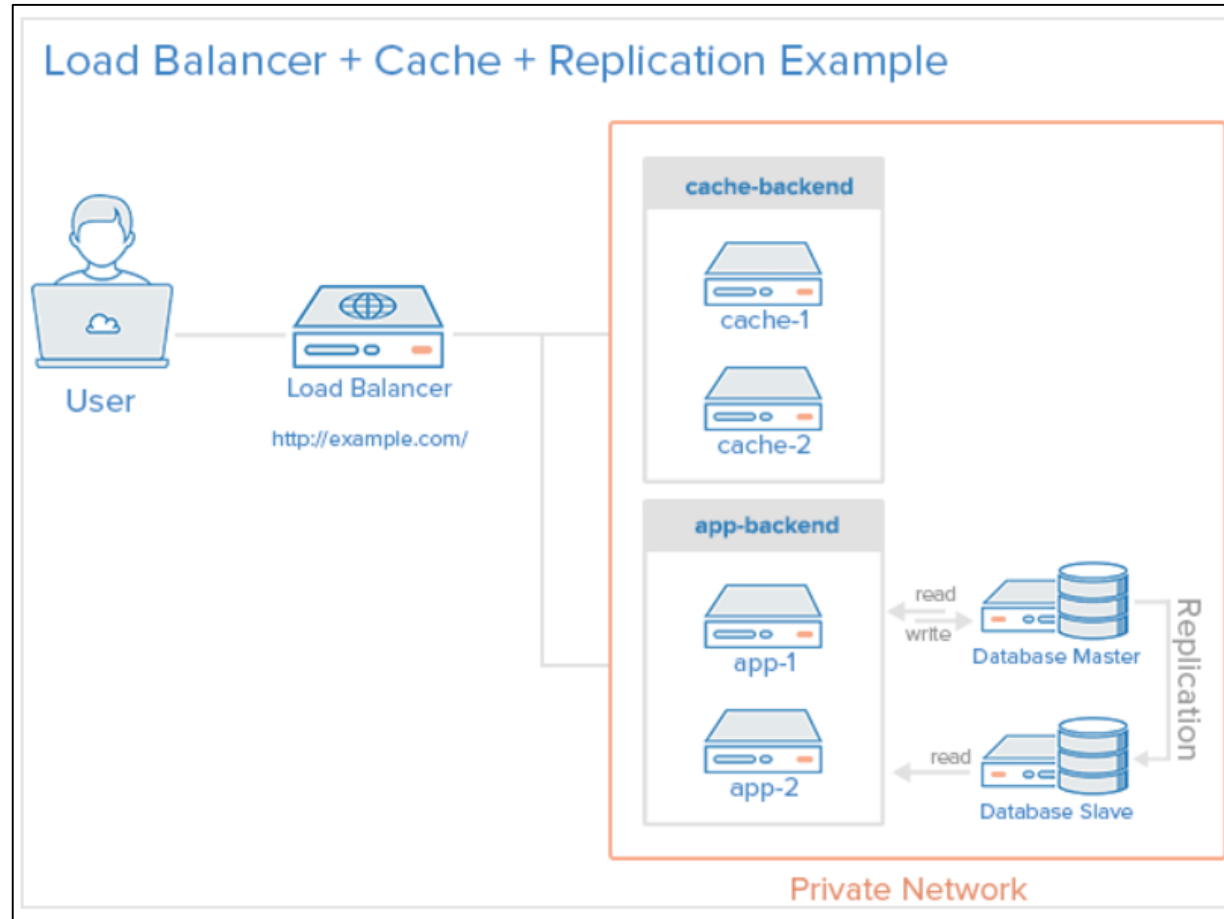 Load Balancer + Cache + Replication Example
User
Load Balancer
http://example.com/
cache-backend
cache-1
cache-2
app-backend
app-1
app-2
read
write
Database Master
read
Database Slave
Replication
Private Network